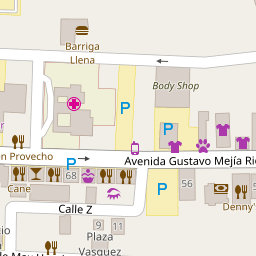 Barriga
Llena
Body Shop
P
P
n Provecho
P
Avenida Gustavo Mejía Ri
68
Cane
56
P
Denny's
Calle Z
9
11
Plaza
Vasquez